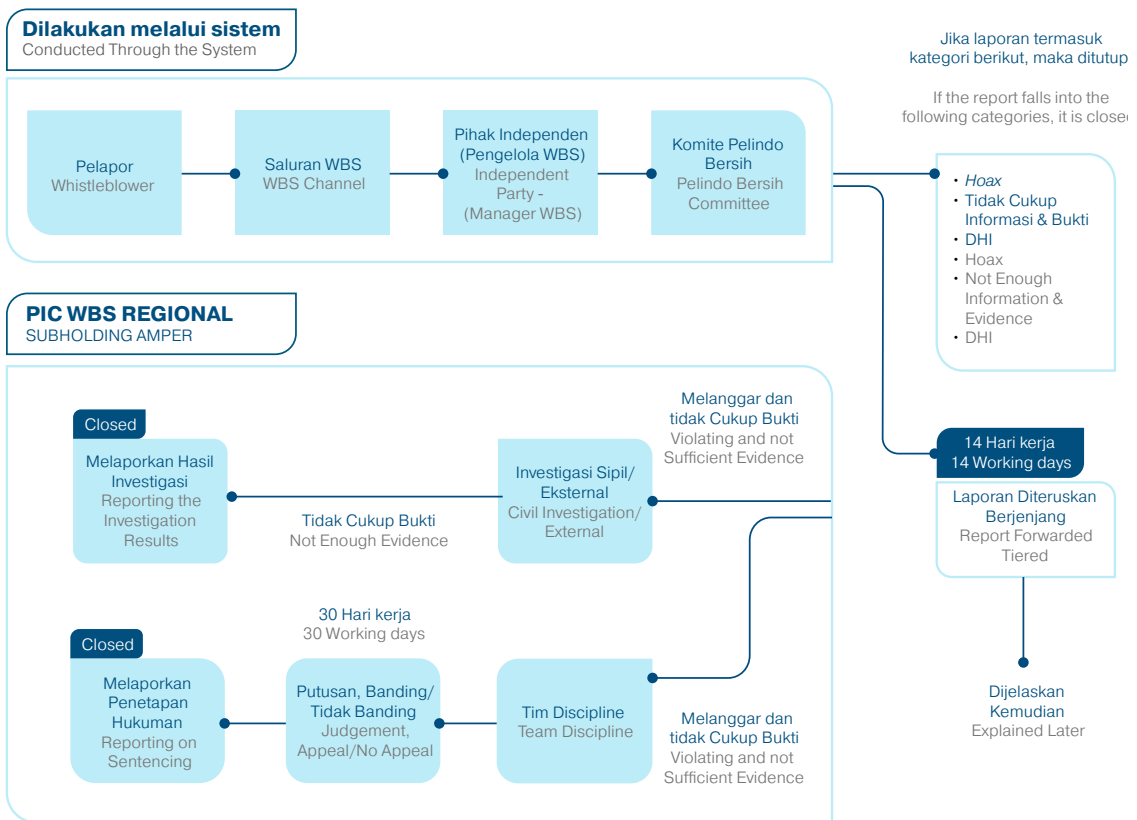 Dilakukan melalui sistem
Conducted Through the System
Jika laporan termasuk
kategori berikut, maka ditutup
If the report falls into the
following categories, it is closed
Pelapor
Whistleblower
Saluran WBS
WBS Channel
Pihak Independen
(Pengelola WBS)
Independent
Party -
(Manager WBS)
Komite Pelindo
Bersih
Pelindo Bersih
Committee
• Hoax
• Tidak Cukup
Informasi & Bukti
• DHI
• Hoax
• Not Enough
Information &
Evidence
• DHI
PIC WBS REGIONAL
SUBHOLDING AMPER
Closed
Melaporkan Hasil
Investigasi
Reporting the
Investigation
Results
Tidak Cukup Bukti
Not Enough Evidence
Investigasi Sipil/
Eksternal
Civil Investigation/
External
Melanggar dan
tidak Cukup Bukti
Violating and not
Sufficient Evidence
14 Hari kerja
14 Working days
Laporan Diteruskan
Berjenjang
Report Forwarded
Tiered
30 Hari kerja
30 Working days
Closed
Melaporkan
Penetapan
Hukuman
Reporting on
Sentencing
Putusan, Banding/
Tidak Banding
Judgement,
Appeal/No Appeal
Tim Discipline
Team Discipline
Melanggar dan
tidak Cukup Bukti
Violating and not
Sufficient Evidence
Dijelaskan
Kemudian
Explained Later